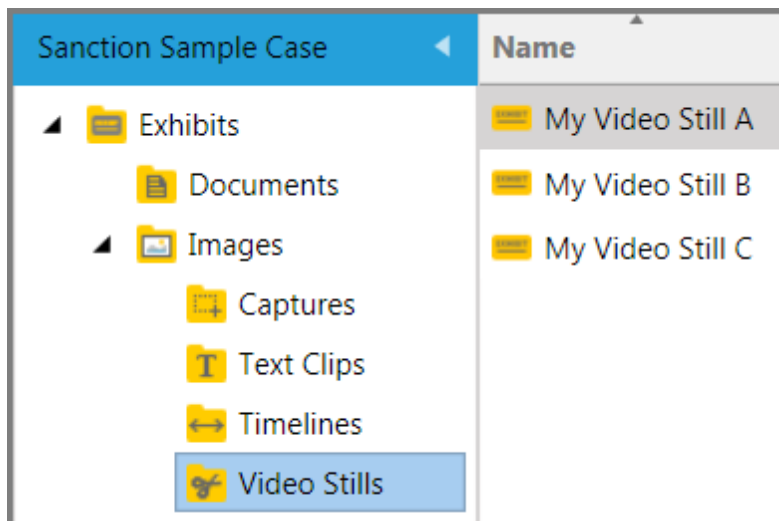 Sanction Sample Case
Exhibits
Documents
Images
Captures
T Text Clips
Timelines
Video Stills
Name
My Video Still A
My Video Still B
My Video Still C